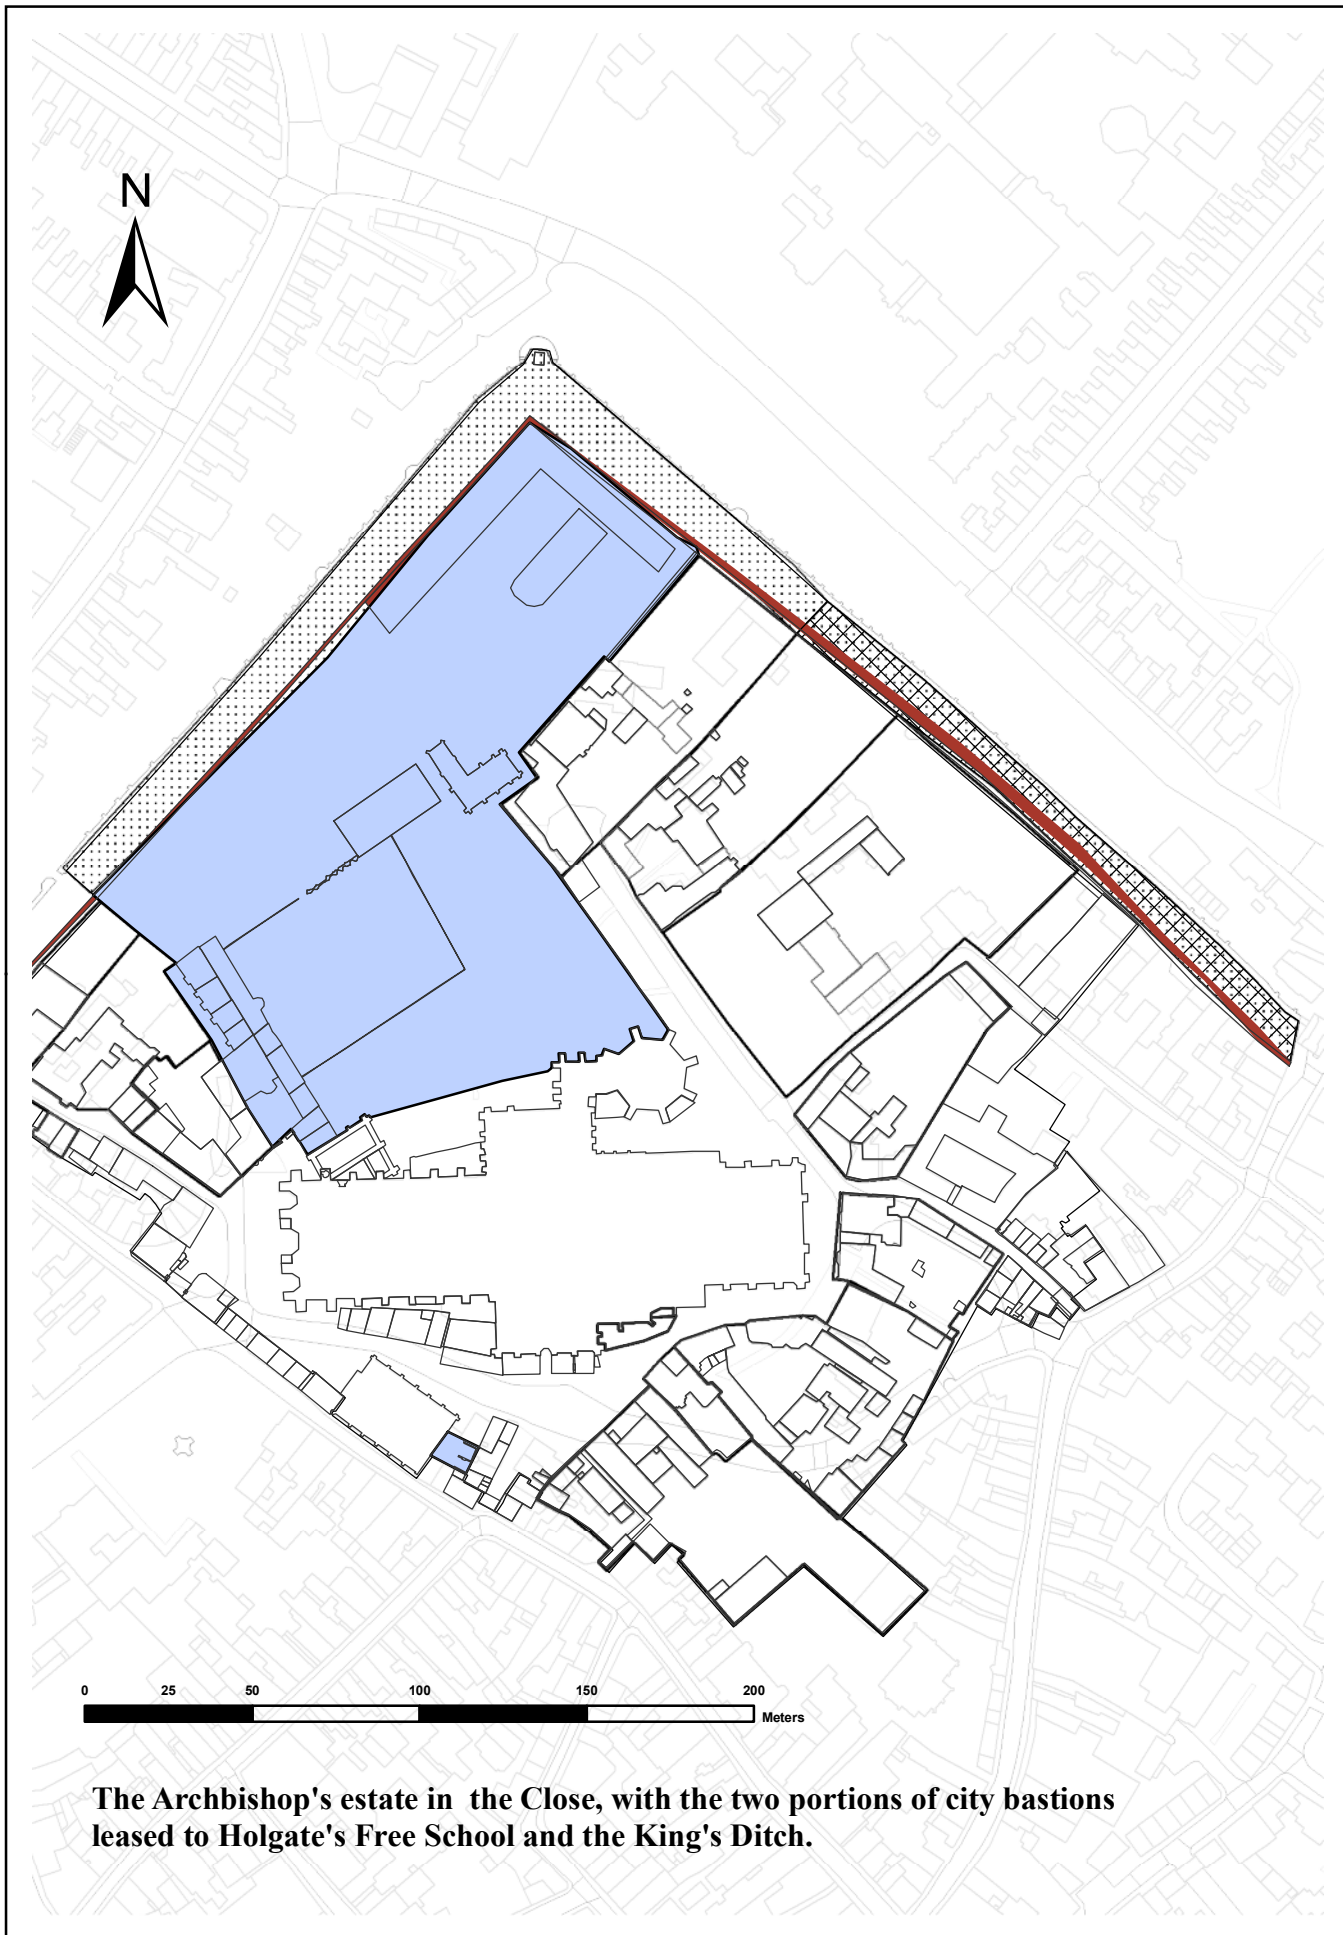 N
0 25 50 100 150 200
Meters
The Archbishop's estate in the Close, with the two portions of city bastions
leased to Holgate's Free School and the King's Ditch.